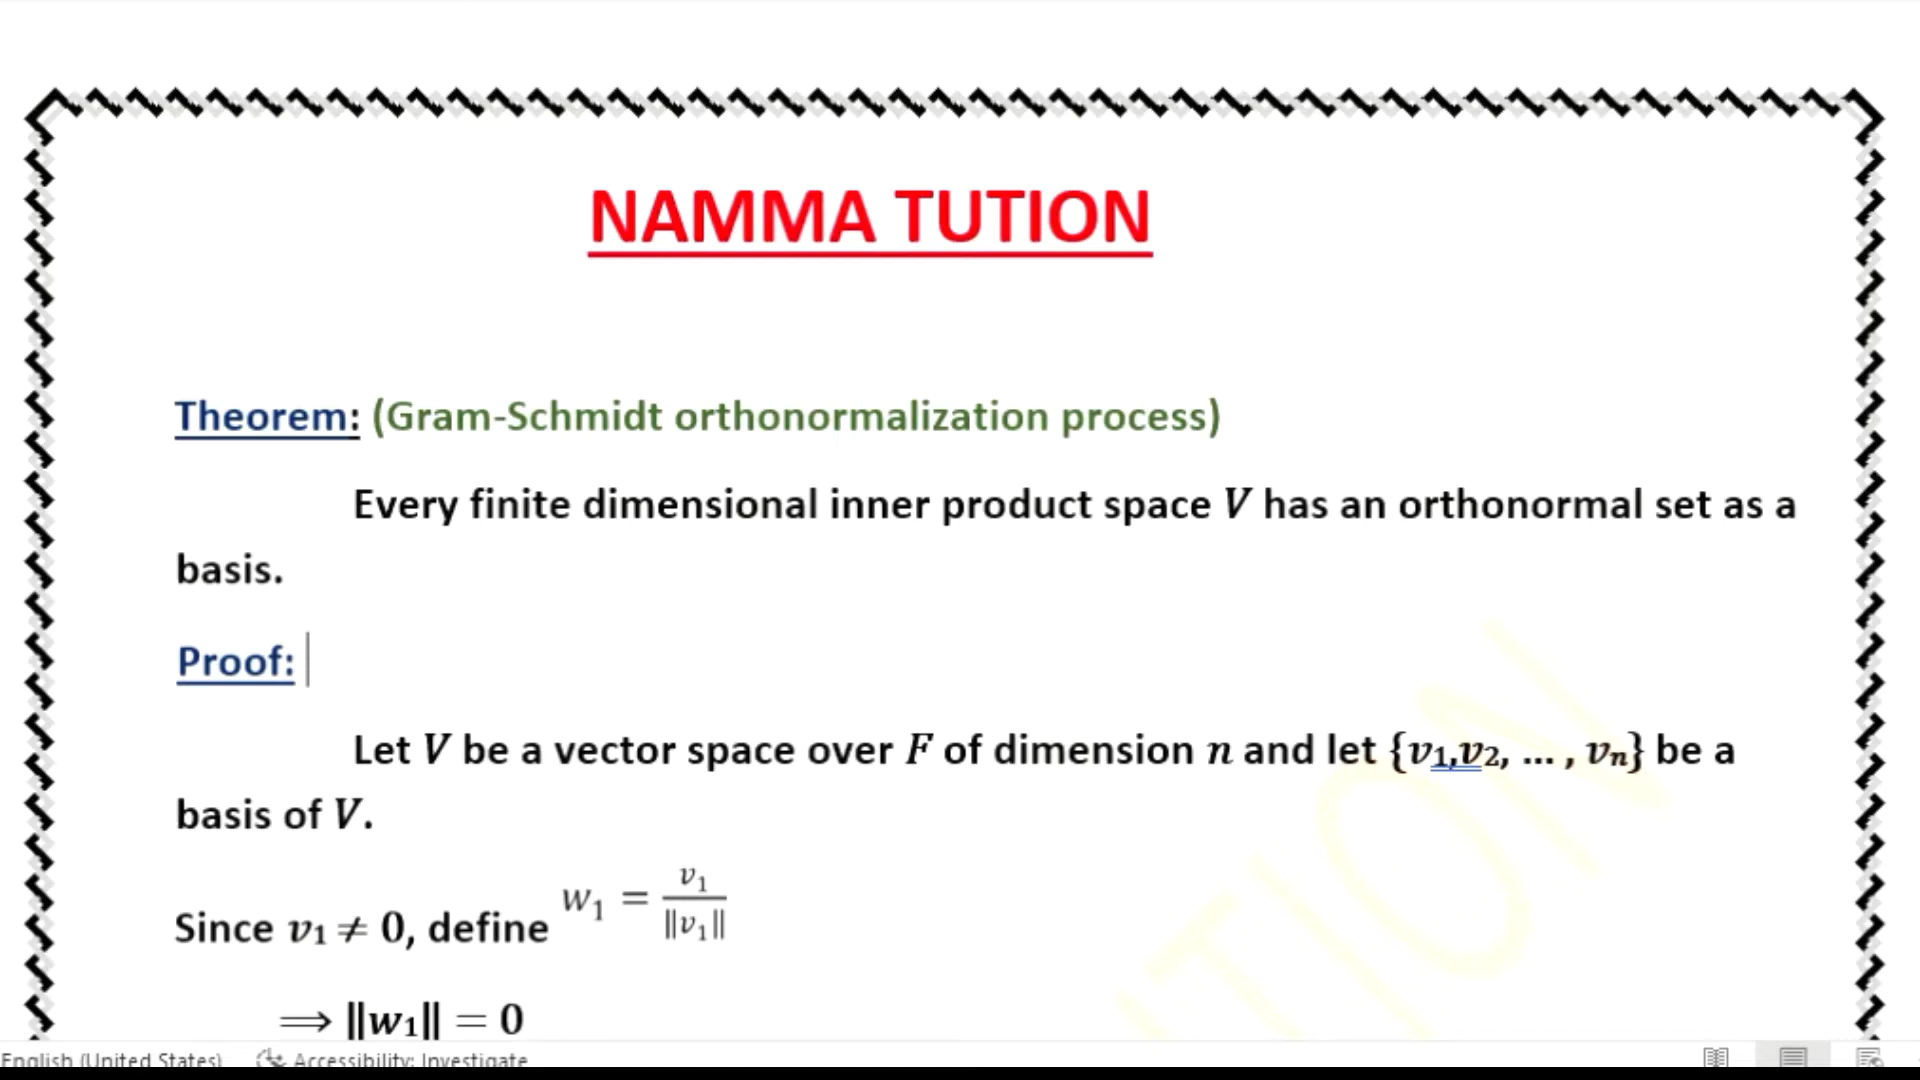 NAMMA TUTION
Theorem: (Gram-Schmidt orthonormalization process)
Every finite dimensional inner product space V has an orthonormal set as a
basis.
Proof:
Let V be a vector space over F of dimension n and let {v₁,v₂, … , vₙ} be a
basis of V.
Since v₁ ≠ 0, define w₁ = v₁/‖v₁‖
⟹ ‖w₁‖ = 0
TION
English (United States) Accessibility: Investigate